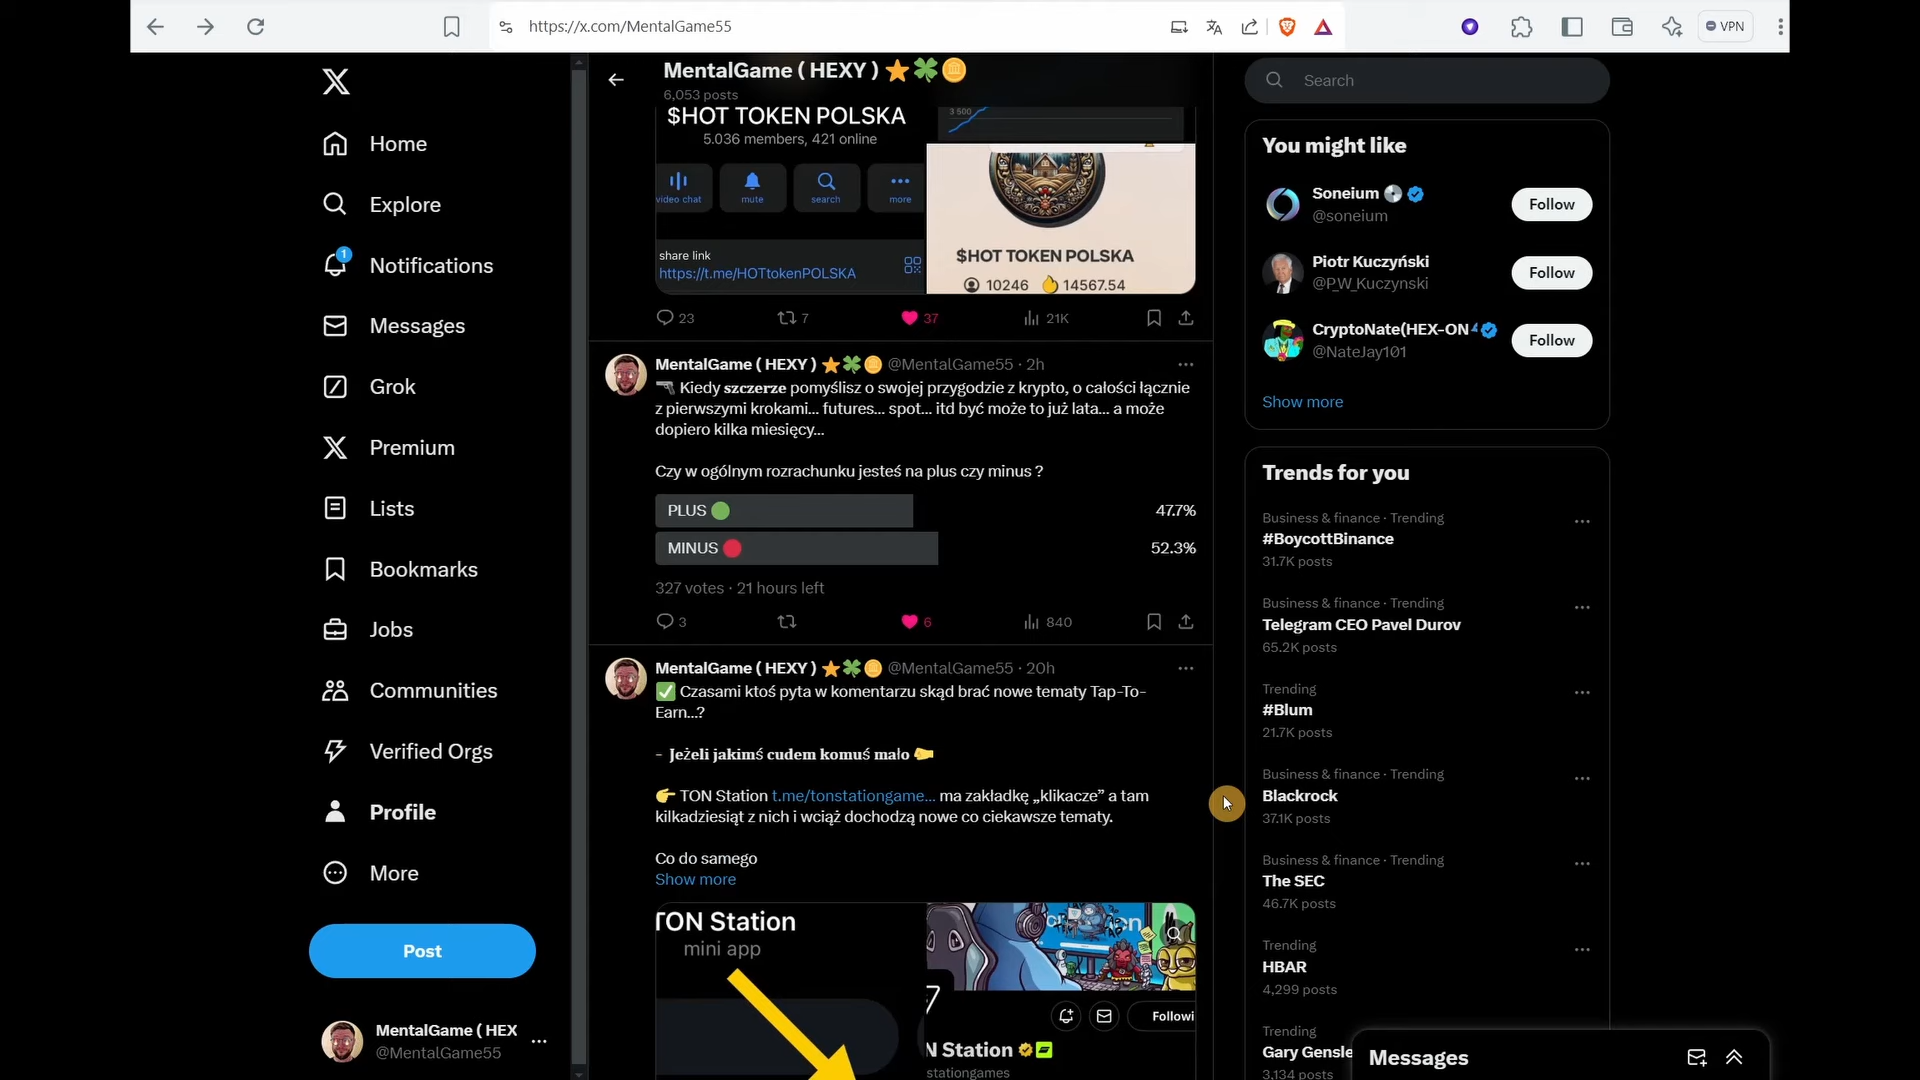 https://x.com/MentalGame55
VPN
Home
Explore
1
Notifications
Messages
Grok
Premium
Lists
Bookmarks
Jobs
Communities
Verified Orgs
Profile
More
Post
MentalGame ( HEX
@MentalGame55
MentalGame ( HEXY ) ⭐🍀🪙
6,053 posts
$HOT TOKEN POLSKA
5.036 members, 421 online
video chat
mute
search
more
share link
https://t.me/HOTtokenPOLSKA
3 600
$HOT TOKEN POLSKA
10246 🔥 14567.54
23 7 37 21K
MentalGame ( HEXY ) ⭐🍀🪙 @MentalGame55 · 2h
🔫 Kiedy szczerze pomyślisz o swojej przygodzie z krypto, o całości łącznie
z pierwszymi krokami... futures... spot... itd być może to już lata... a może
dopiero kilka miesięcy...
Czy w ogólnym rozrachunku jesteś na plus czy minus ?
PLUS 🟢 47.7%
MINUS 🔴 52.3%
327 votes · 21 hours left
3 6 840
MentalGame ( HEXY ) ⭐🍀🪙 @MentalGame55 · 20h
✅ Czasami ktoś pyta w komentarzu skąd brać nowe tematy Tap-To-
Earn...?
- Jeżeli jakimś cudem komuś mało
👉 TON Station t.me/tonstationgame... ma zakładkę „klikacze” a tam
kilkadziesiąt z nich i wciąż dochodzą nowe co ciekawsze tematy.
Co do samego
Show more
TON Station
mini app
Followi
N Station
stationgames
Search
You might like
Soneium
@soneium
Follow
Piotr Kuczyński
@P_W_Kuczynski
Follow
CryptoNate(HEX-ON
@NateJay101
Follow
Show more
Trends for you
Business & finance · Trending
#BoycottBinance
31.7K posts
Business & finance · Trending
Telegram CEO Pavel Durov
65.2K posts
Trending
#Blum
21.7K posts
Business & finance · Trending
Blackrock
37.1K posts
Business & finance · Trending
The SEC
46.7K posts
Trending
HBAR
4,299 posts
Trending
Gary Gensle
3,134 posts
Messages